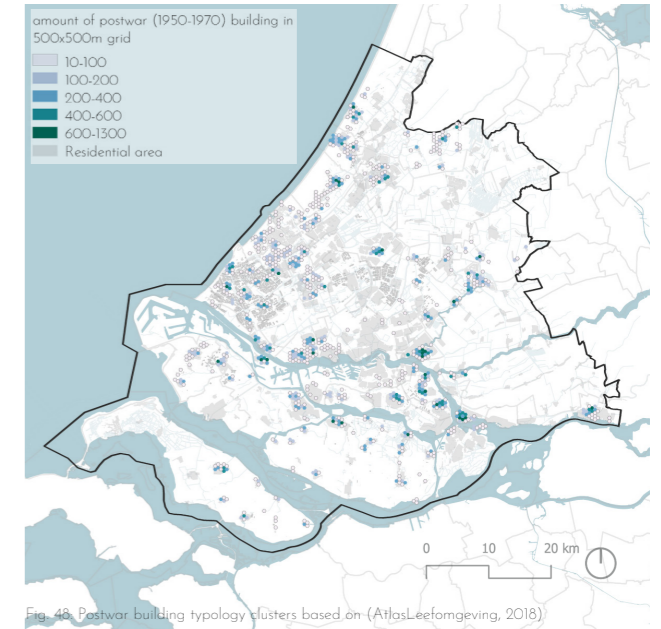 amount of postwar (1950-1970) building in
500x500m grid
10-100
100-200
200-400
400-600
600-1300
Residential area
0 10 20 km
Fig. 48: Postwar building typology clusters based on (AtlasLeefomgeving, 2018)